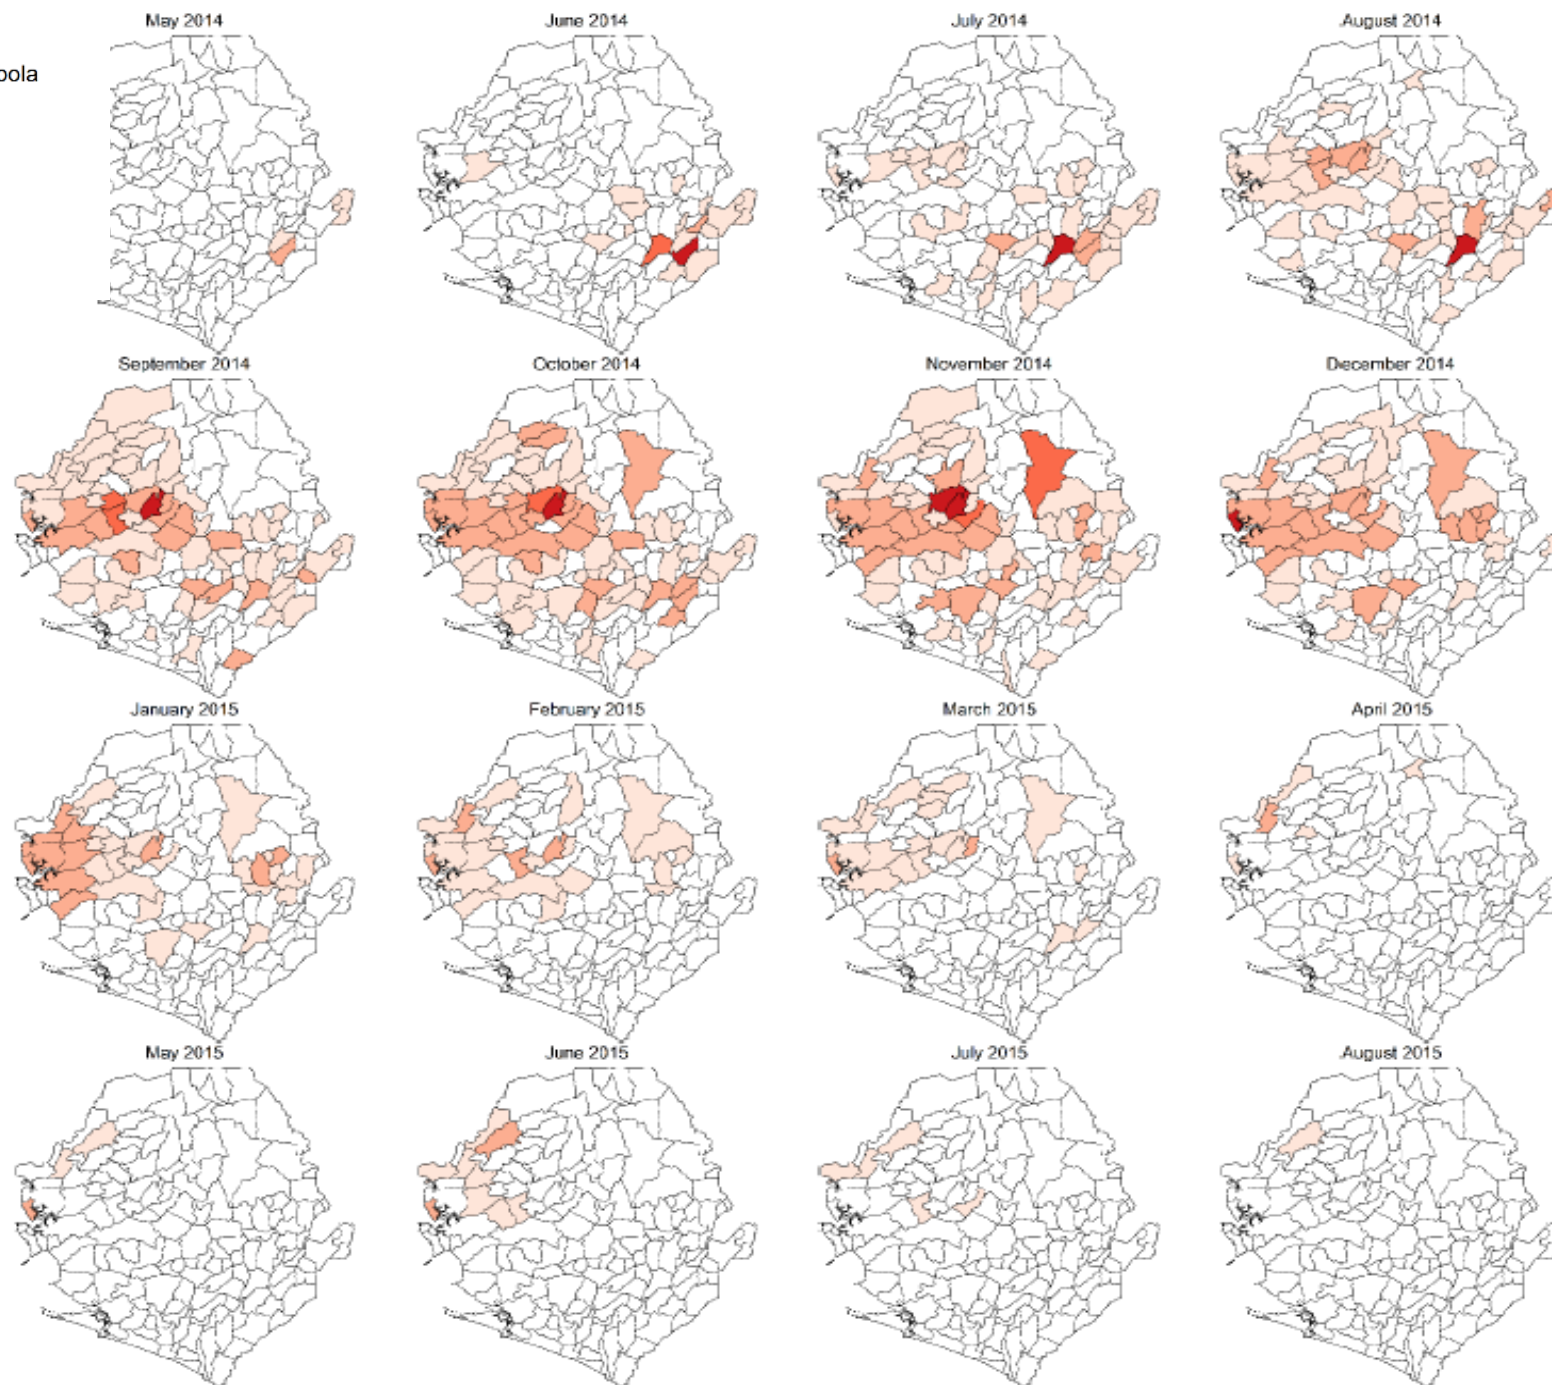 May 2014
June 2014
July 2014
August 2014
pola
September 2014
October 2014
November 2014
December 2014
January 2015
February 2015
March 2015
April 2015
May 2015
June 2015
July 2015
August 2015